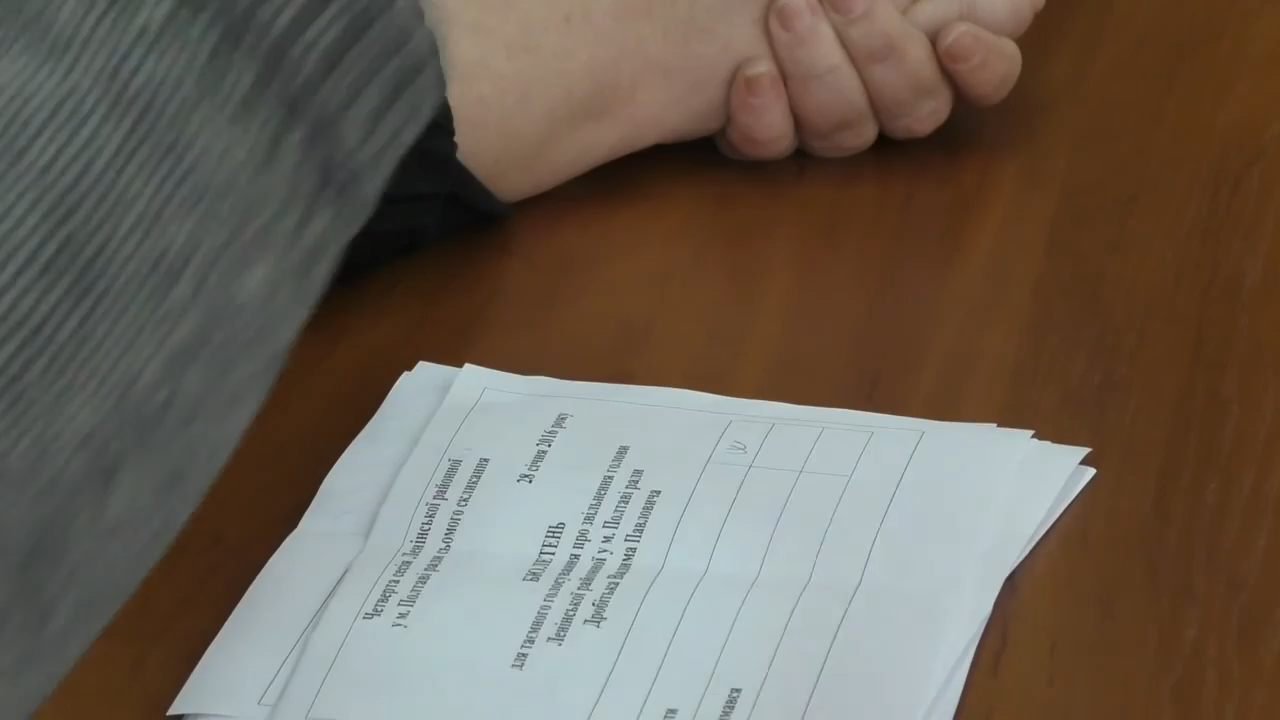 Четверта сесія Ленінської районної
у м. Полтаві ради сьомого скликання
28 січня 2016 року
БЮЛЕТЕНЬ
для таємного голосування про звільнення голови
Ленінської районної у м. Полтаві ради
Дробітька Вадима Павловича